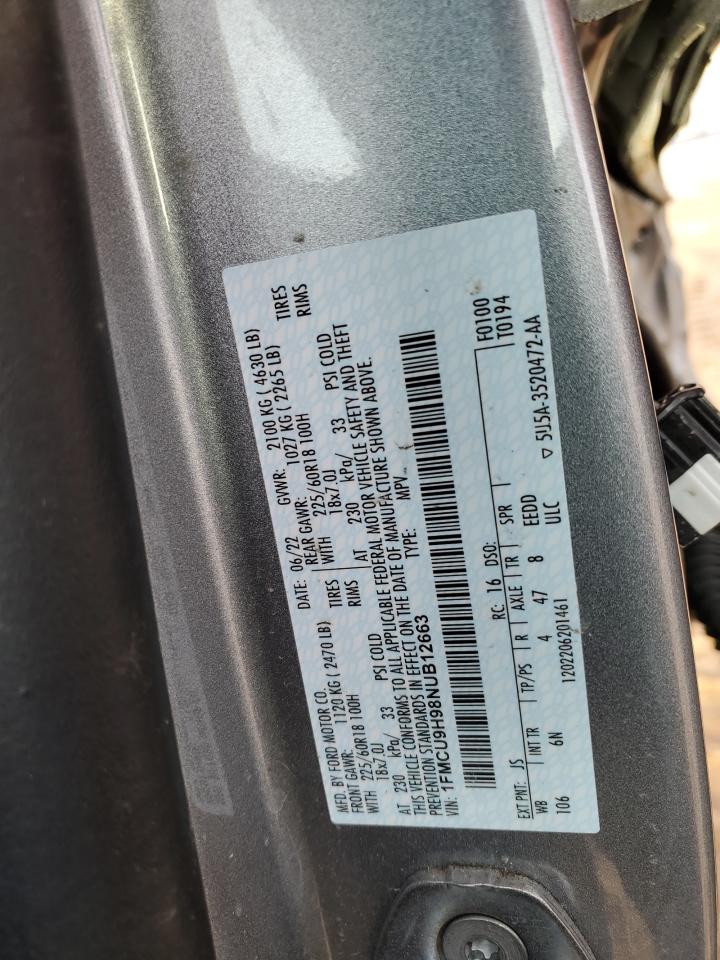 MFD. BY FORD MOTOR CO. DATE: 06/22 GVWR: 2100 KG ( 4630 LB)
FRONT GAWR: 1120 KG ( 2470 LB) REAR GAWR: 1027 KG ( 2265 LB)
WITH 225/60R18 100H TIRES WITH 225/60R18 100H TIRES
18x7.0J RIMS 18x7.0J RIMS
AT 230 kPa/ 33 PSI COLD AT 230 kPa/ 33 PSI COLD
THIS VEHICLE CONFORMS TO ALL APPLICABLE FEDERAL MOTOR VEHICLE SAFETY AND THEFT
PREVENTION STANDARDS IN EFFECT ON THE DATE OF MANUFACTURE SHOWN ABOVE.
VIN: 1FMCU9H98NUB12663 TYPE: MPV
F0100
T0194
EXT PNT: JS RC: 16 DSO:
WB INT TR TP/PS R AXLE TR SPR
106 6N 4 47 8 EEDD
1202206201461 ULC ▽ 5U5A-3520472-AA